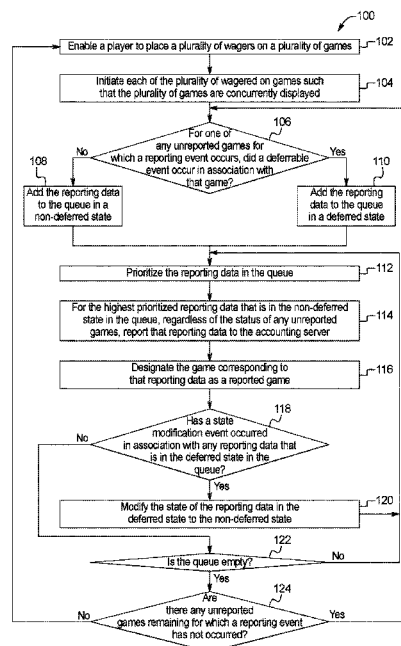 100
Enable a player to place a plurality of wagers on a plurality of games
102
Initiate each of the plurality of wagered on games such
that the plurality of games are concurrently displayed
104
106
For one of
any unreported games for
which a reporting event occurs, did a deferrable
event occur in association with
that game?
No
Yes
108
Add the reporting data
to the queue in a
non-deferred state
110
Add the reporting data
to the queue in
a deferred state
Prioritize the reporting data in the queue
112
For the highest prioritized reporting data that is in the non-deferred
state in the queue, regardless of the status of any unreported
games, report that reporting data to the accounting server
114
Designate the game corresponding to
that reporting data as a reported game
116
118
Has a state
modification event occurred
in association with any reporting data that
is in the deferred state in the
queue?
No
Yes
Modify the state of the reporting data in the
deferred state to the non-deferred state
120
122
Is the queue empty?
No
Yes
124
Are
there any unreported
games remaining for which a reporting event
has not occurred?
No
Yes